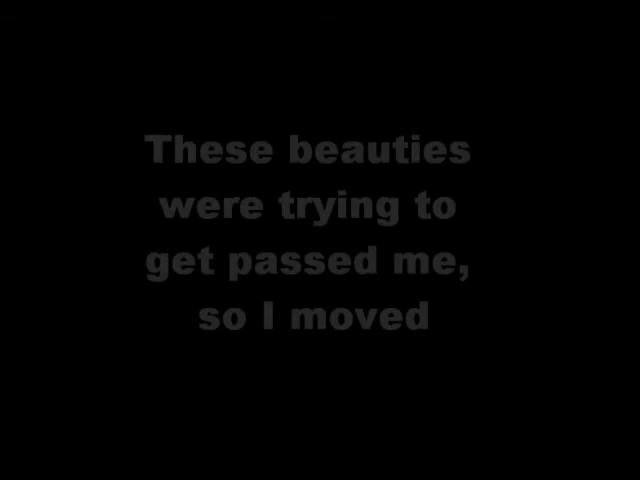 These beauties
were trying to
get passed me,
so I moved